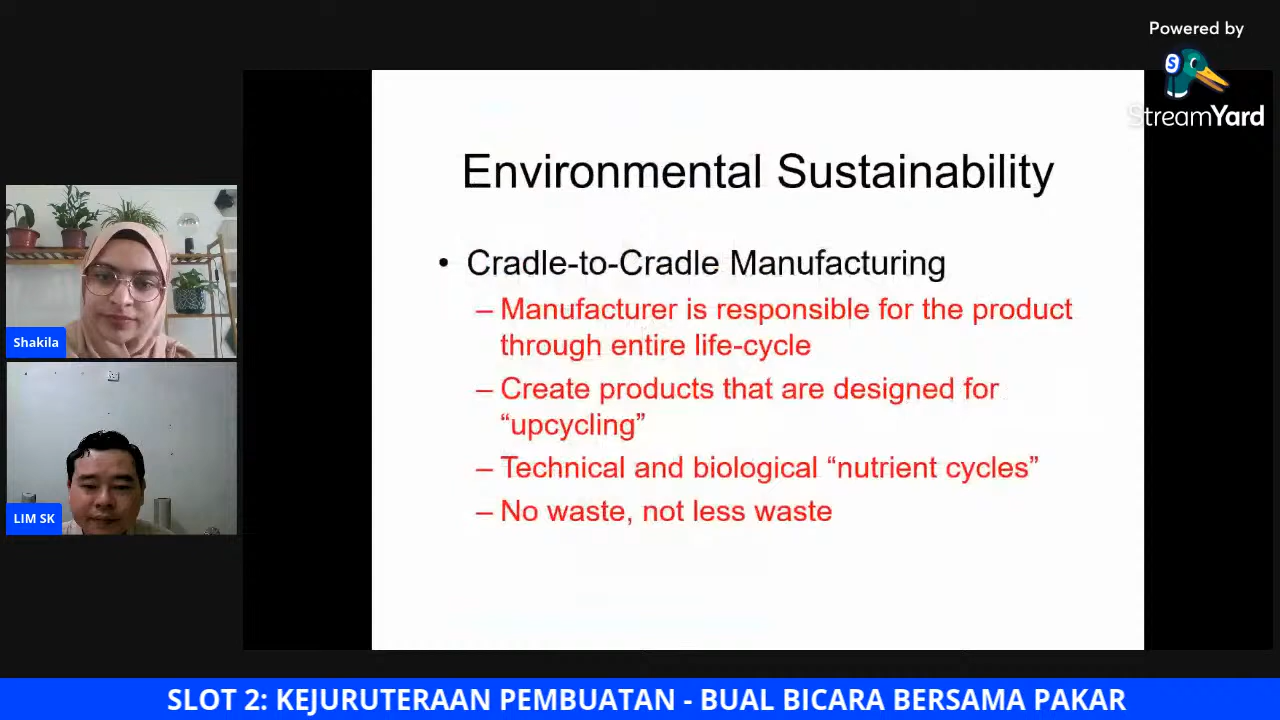 Powered by
StreamYard
Environmental Sustainability
• Cradle-to-Cradle Manufacturing
– Manufacturer is responsible for the product
through entire life-cycle
– Create products that are designed for
“upcycling”
– Technical and biological “nutrient cycles”
– No waste, not less waste
Shakila
LIM SK
SLOT 2: KEJURUTERAAN PEMBUATAN - BUAL BICARA BERSAMA PAKAR